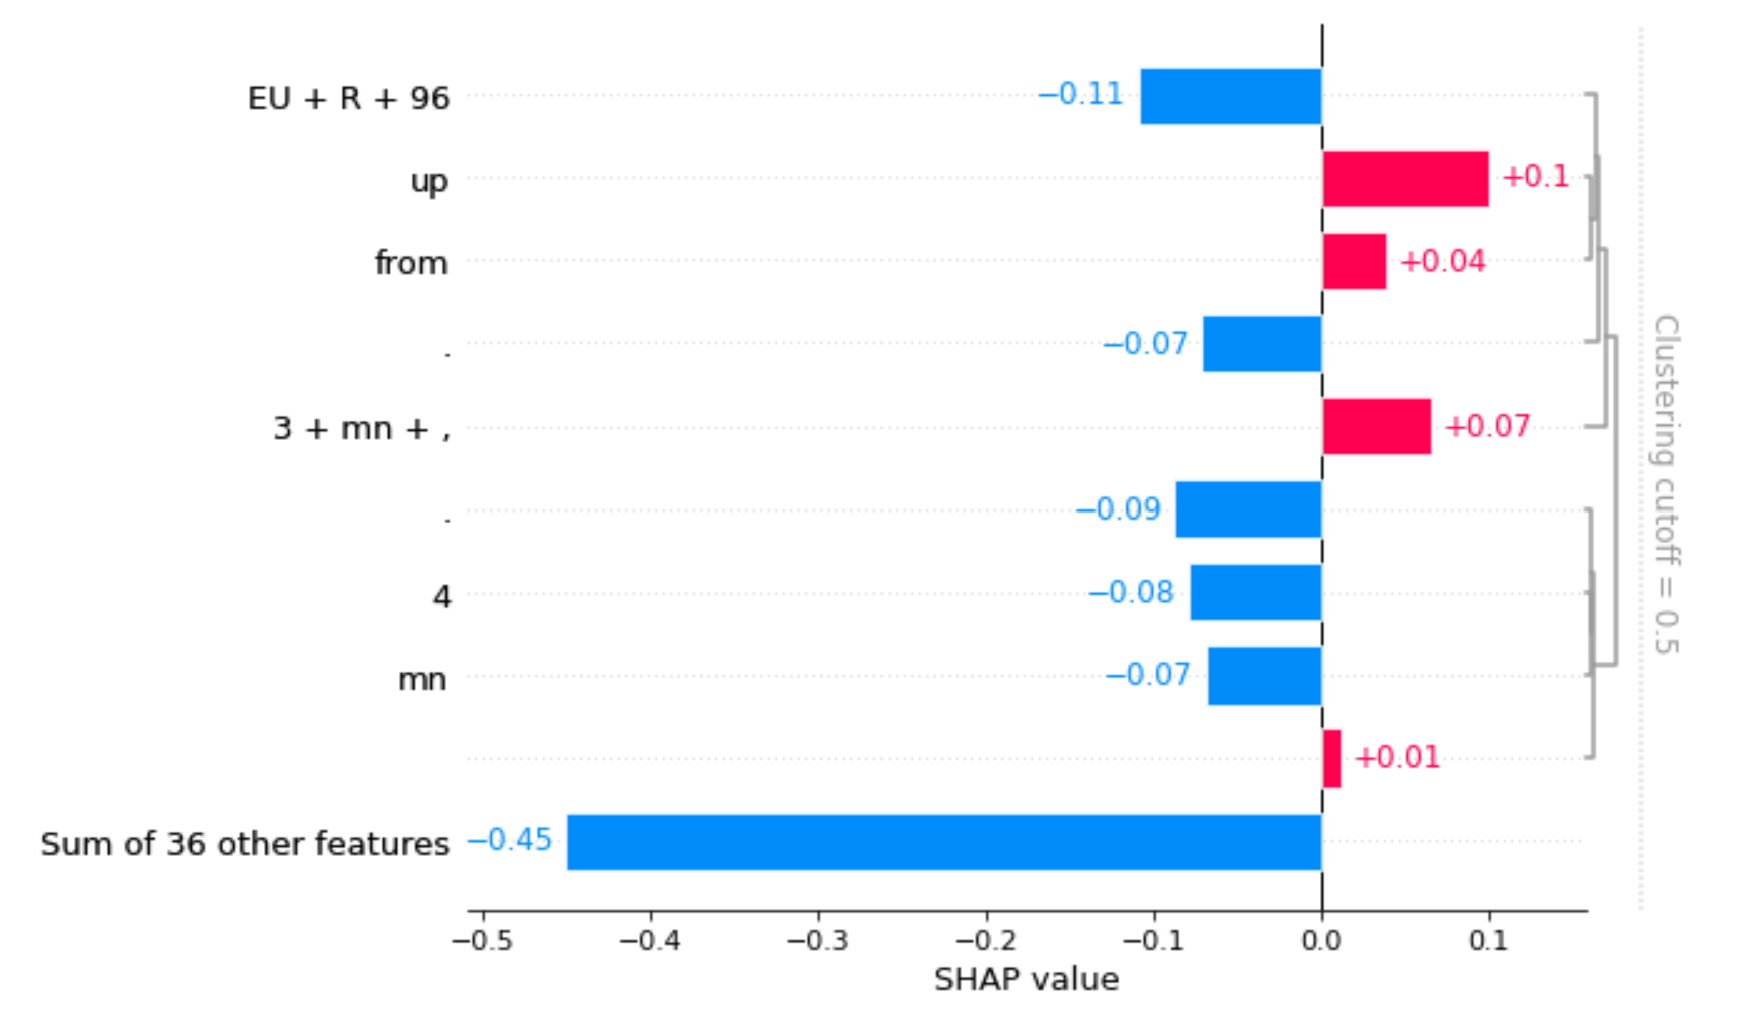 EU + R + 96 −0.11
up +0.1
from +0.04
. −0.07
3 + mn + , +0.07
. −0.09
4 −0.08
mn −0.07
+0.01
Sum of 36 other features −0.45
−0.5 −0.4 −0.3 −0.2 −0.1 0.0 0.1
SHAP value
Clustering cutoff = 0.5